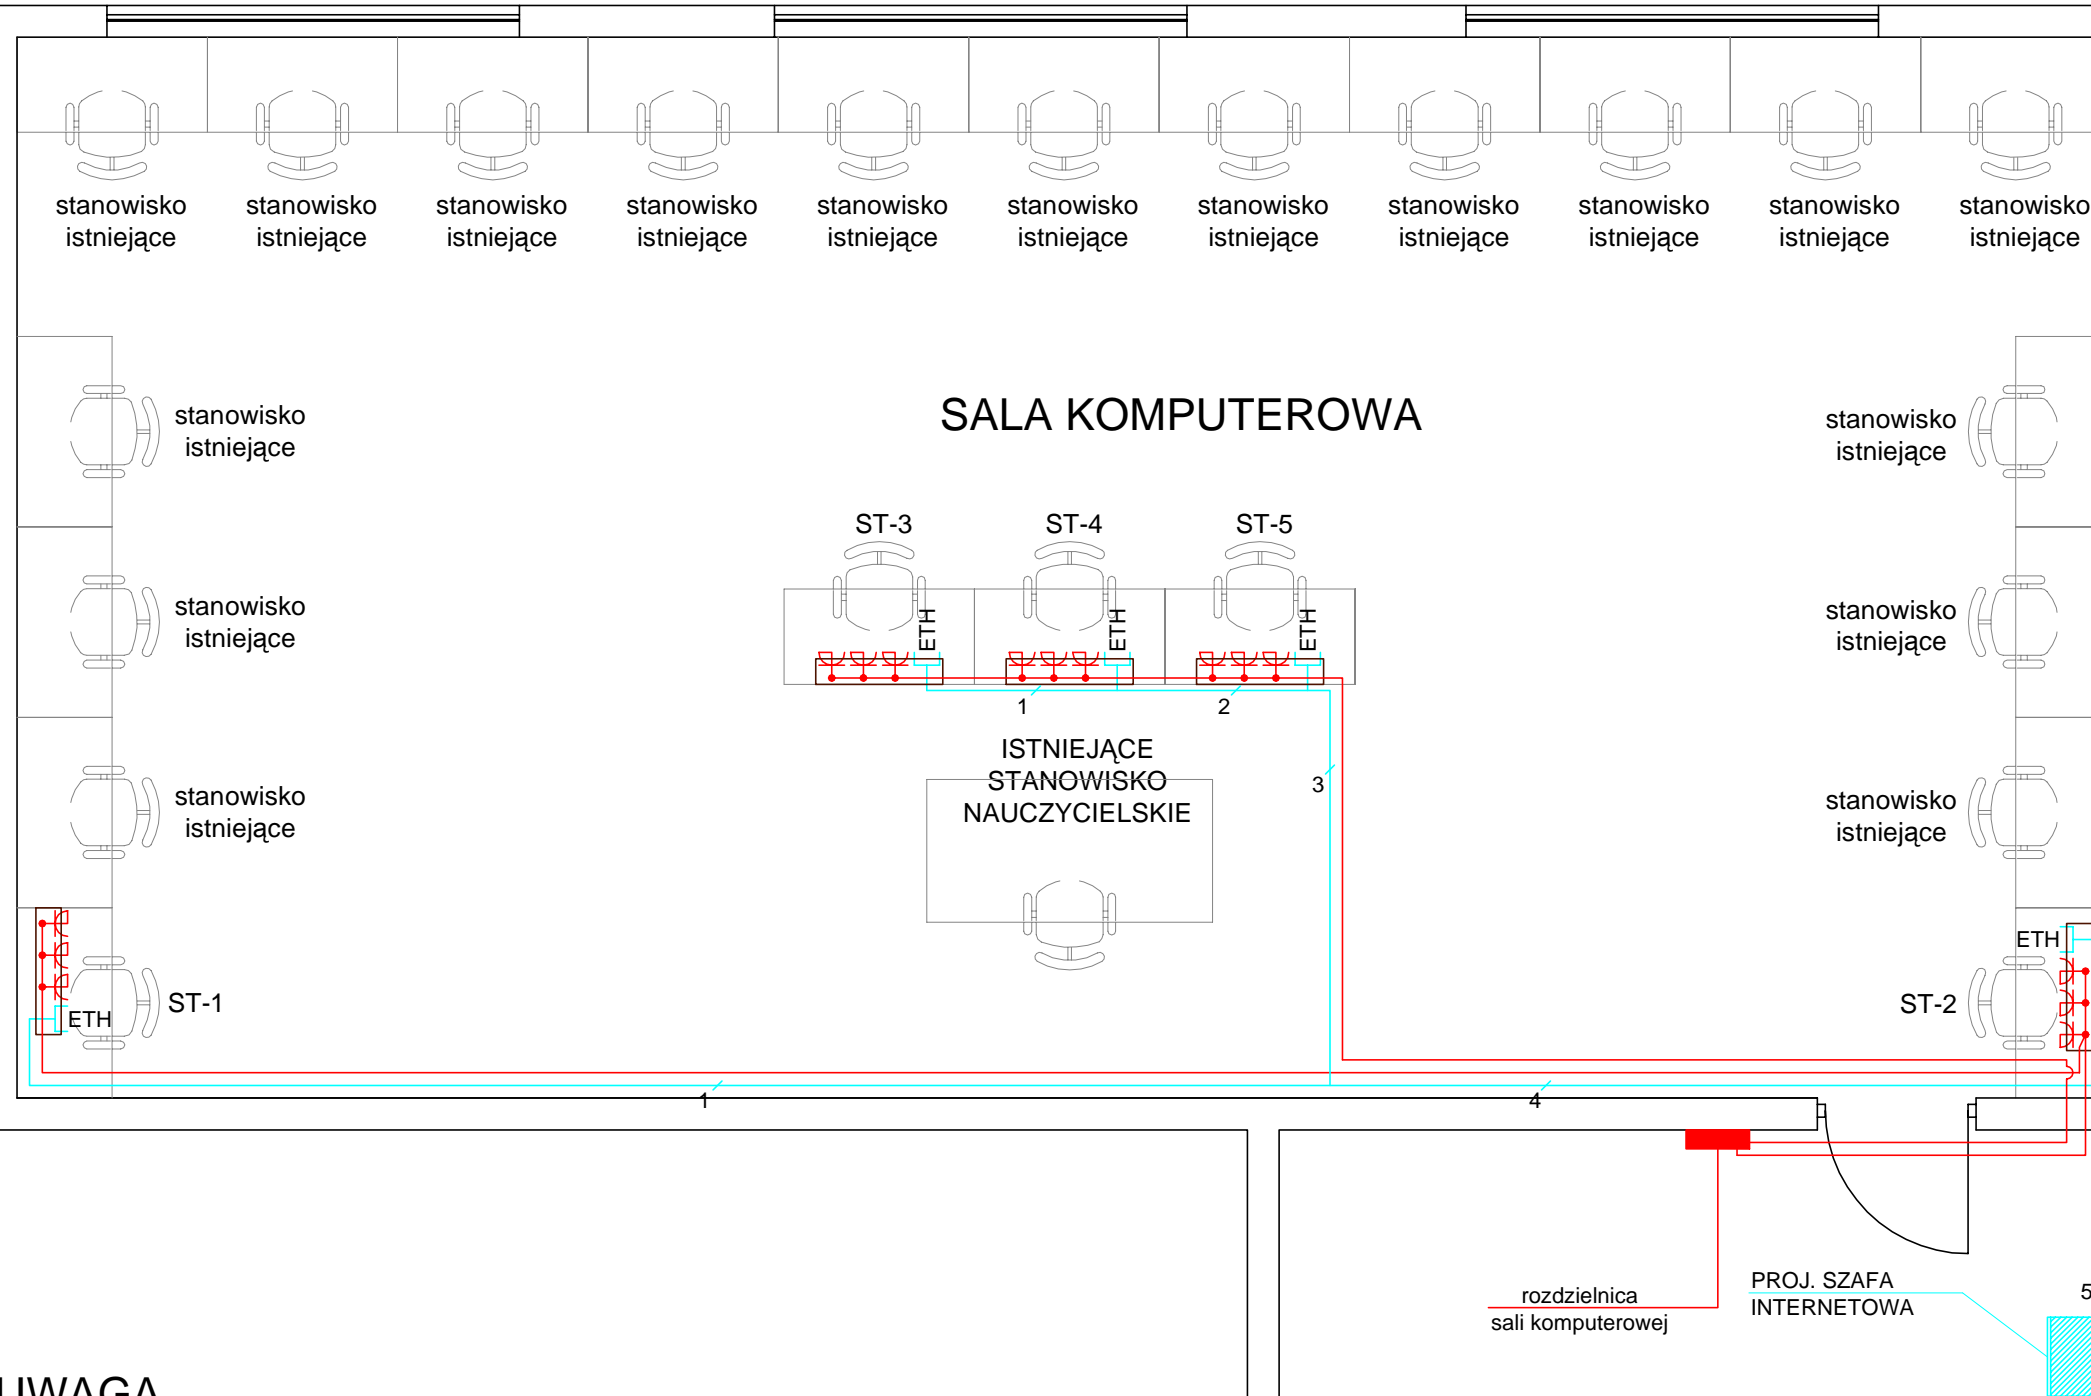 stanowisko
istniejące
stanowisko
istniejące
stanowisko
istniejące
stanowisko
istniejące
stanowisko
istniejące
stanowisko
istniejące
stanowisko
istniejące
stanowisko
istniejące
stanowisko
istniejące
stanowisko
istniejące
stanowisko
istniejące
SALA KOMPUTEROWA
stanowisko
istniejące
stanowisko
istniejące
ST-3
ST-4
ST-5
stanowisko
istniejące
stanowisko
istniejące
ETH
ETH
ETH
1
2
ISTNIEJĄCE
STANOWISKO
NAUCZYCIELSKIE
3
stanowisko
istniejące
stanowisko
istniejące
ETH
ST-1
ETH
ST-2
1
4
rozdzielnica
sali komputerowej
PROJ. SZAFA
INTERNETOWA
5
UWAGA